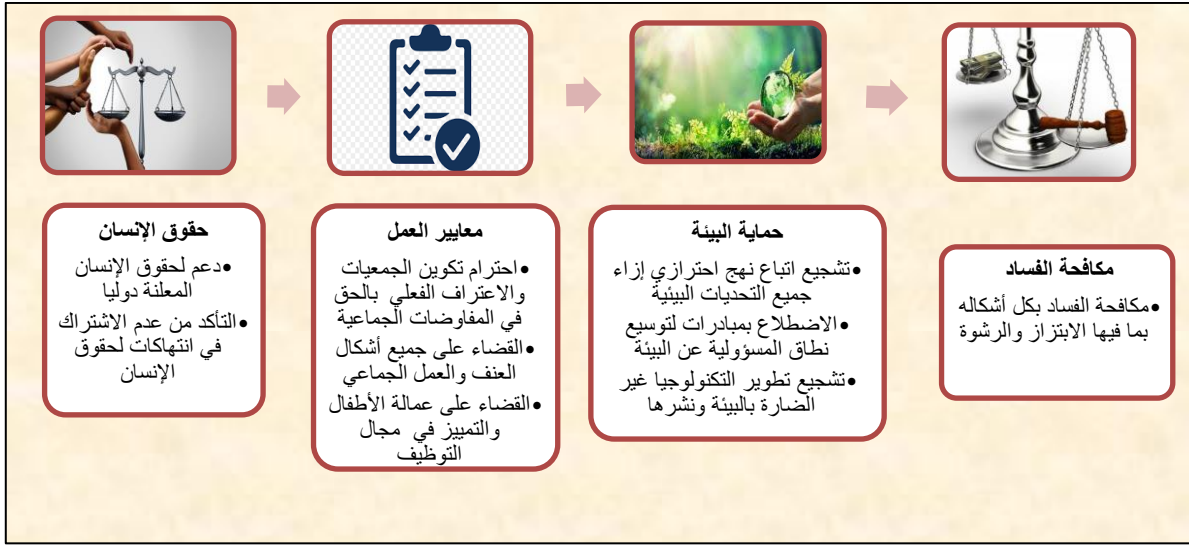 حقوق الإنسان
•دعم لحقوق الإنسان
المعلنة دوليا
•التأكد من عدم الاشتراك
في انتهاكات لحقوق
الإنسان
معايير العمل
•احترام تكوين الجمعيات
والاعتراف الفعلي بالحق
في المفاوضات الجماعية
•القضاء على جميع أشكال
العنف والعمل الجماعي
•القضاء على عمالة الأطفال
والتمييز في مجال
التوظيف
حماية البيئة
•تشجيع اتباع نهج احترازي إزاء
جميع التحديات البيئية
•الاضطلاع بمبادرات لتوسيع
نطاق المسؤولية عن البيئة
•تشجيع تطوير التكنولوجيا غير
الضارة بالبيئة ونشرها
مكافحة الفساد
•مكافحة الفساد بكل أشكاله
بما فيها الابتزاز والرشوة